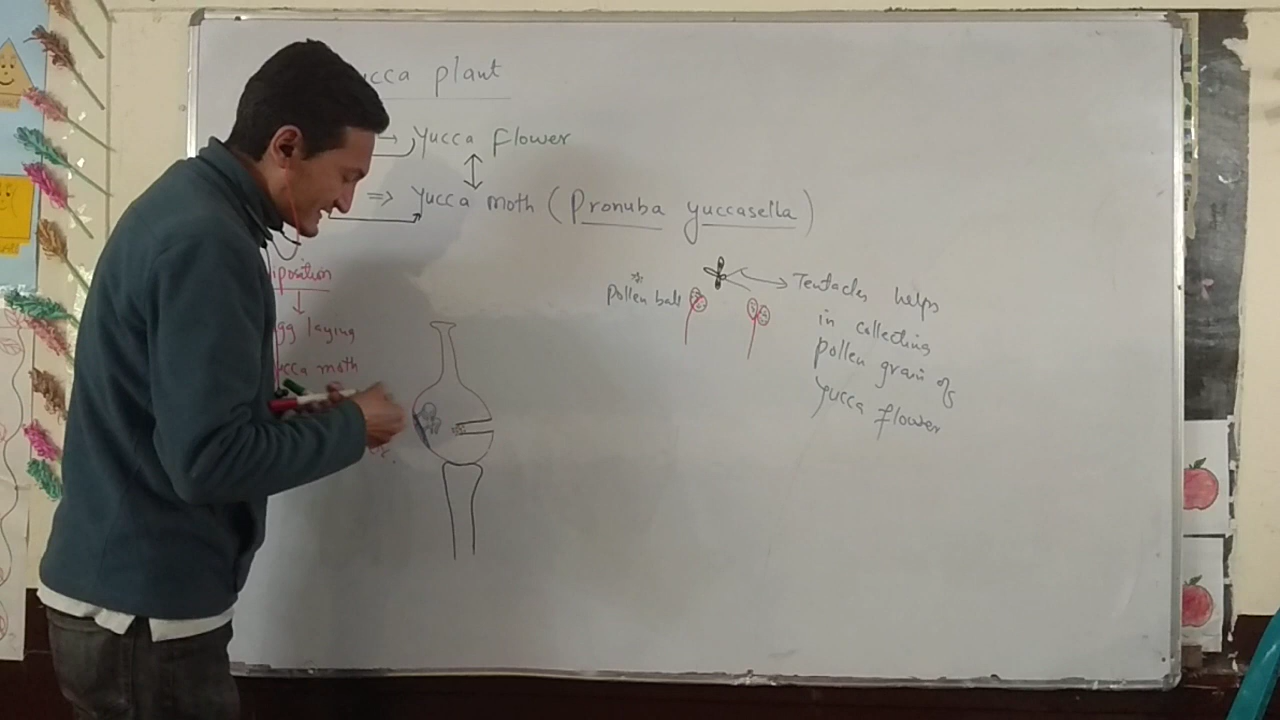 ucca plant
→ Yucca flower
⇒ Yucca moth (Pronuba yuccasella)
iposition
gg laying
ucca moth
Pollen ball
Tentacles helps
in collecting
pollen grain of
Yucca flower